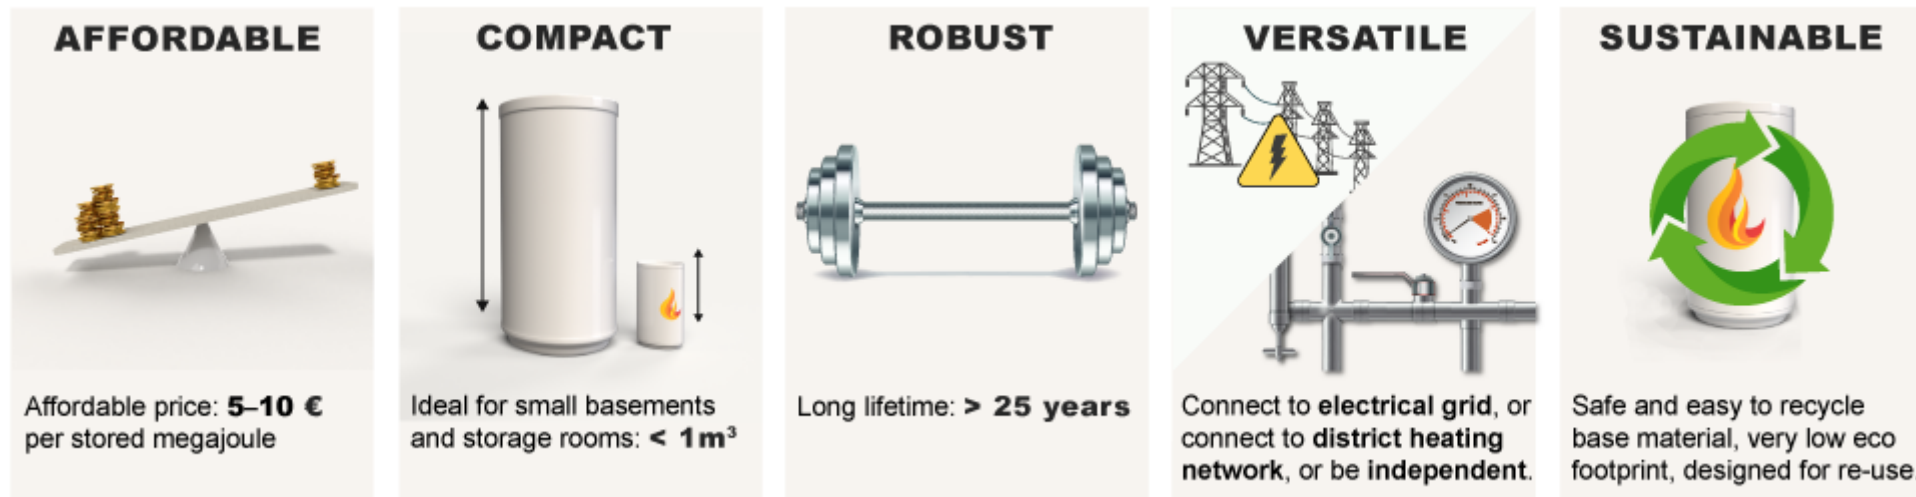 AFFORDABLE
Affordable price: 5–10 €
per stored megajoule
COMPACT
Ideal for small basements
and storage rooms: < 1m³
ROBUST
Long lifetime: > 25 years
VERSATILE
Connect to electrical grid, or
connect to district heating
network, or be independent.
SUSTAINABLE
Safe and easy to recycle
base material, very low eco
footprint, designed for re-use